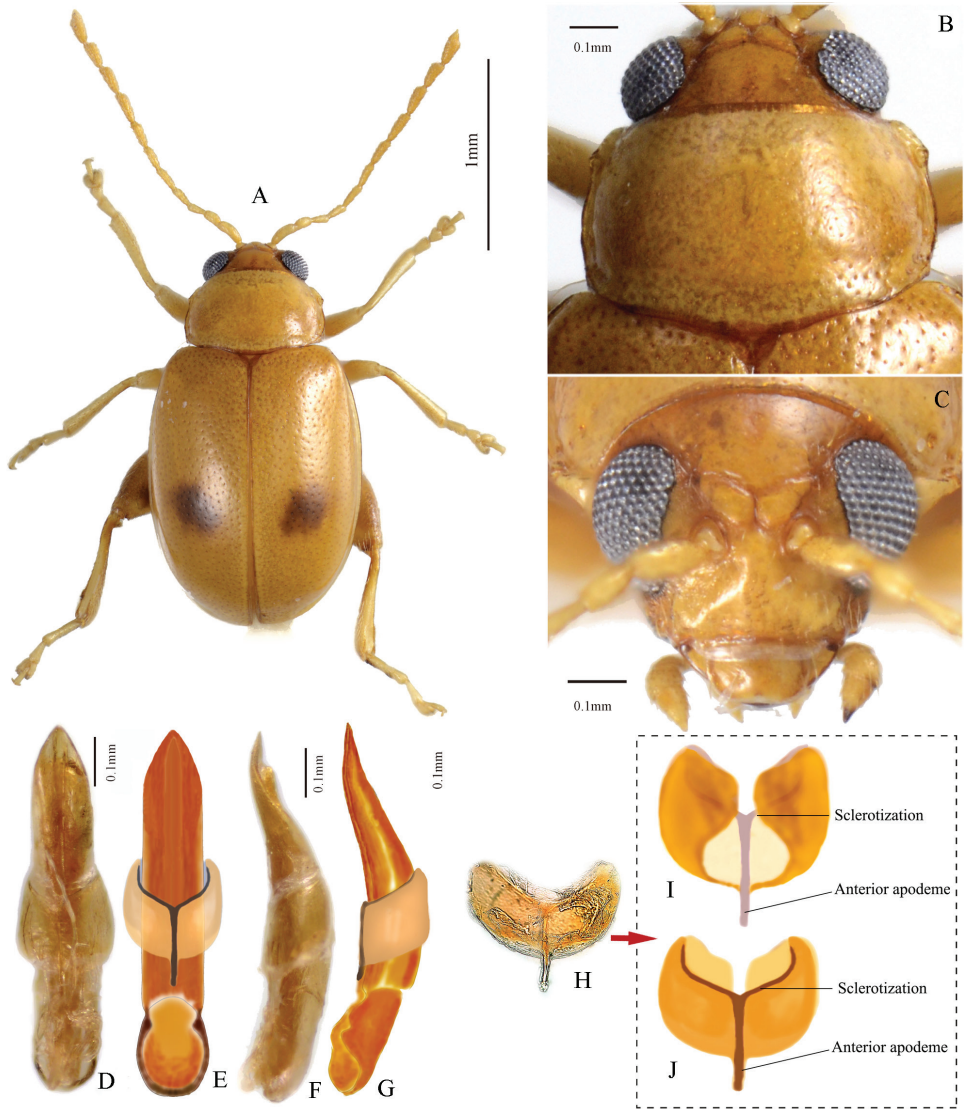 A
1mm
B
0.1mm
C
0.1mm
0.1mm
D
E
0.1mm
F
0.1mm
G
H
Sclerotization
I
Anterior apodeme
Sclerotization
Anterior apodeme
J